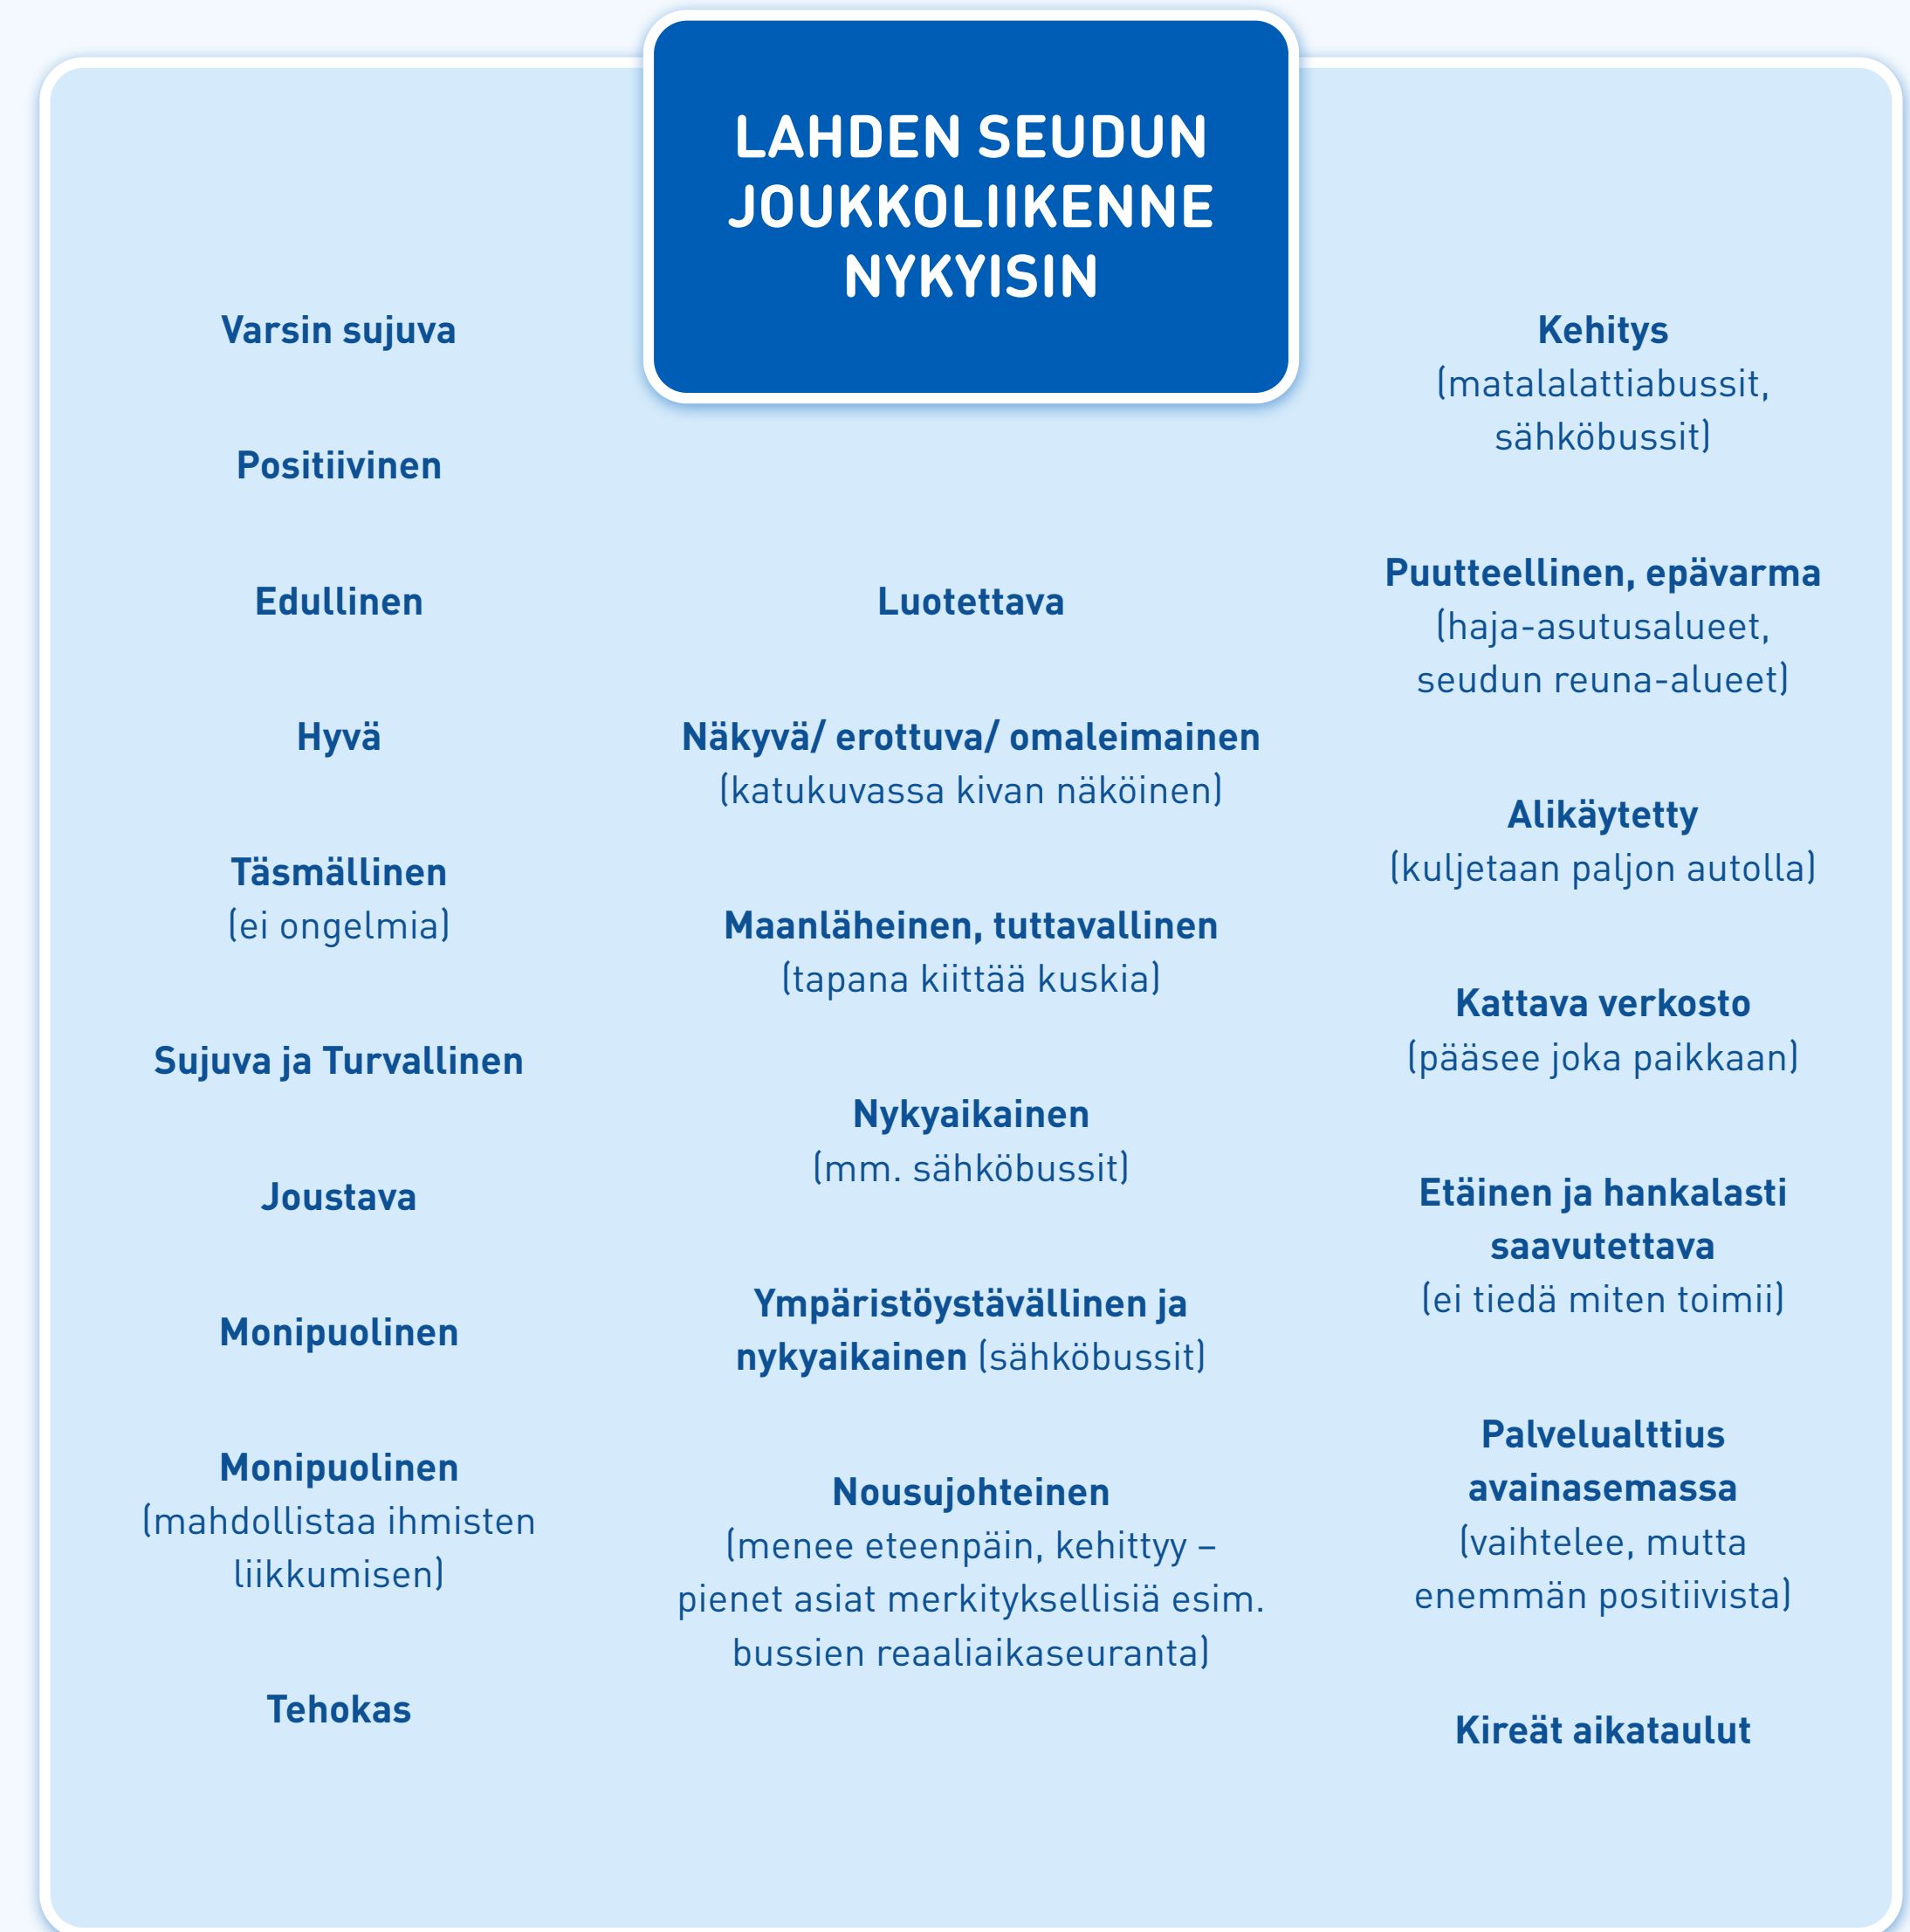 LAHDEN SEUDUN
JOUKKOLIIKENNE
NYKYISIN
Varsin sujuva
Positiivinen
Edullinen
Hyvä
Täsmällinen
(ei ongelmia)
Sujuva ja Turvallinen
Joustava
Monipuolinen
Monipuolinen
(mahdollistaa ihmisten
liikkumisen)
Tehokas
Luotettava
Näkyvä/ erottuva/ omaleimainen
(katukuvassa kivan näköinen)
Maanläheinen, tuttavallinen
(tapana kiittää kuskia)
Nykyaikainen
(mm. sähköbussit)
Ympäristöystävällinen ja
nykyaikainen (sähköbussit)
Nousujohteinen
(menee eteenpäin, kehittyy –
pienet asiat merkityksellisiä esim.
bussien reaaliaikaseuranta)
Kehitys
(matalalattiabussit,
sähköbussit)
Puutteellinen, epävarma
(haja-asutusalueet,
seudun reuna-alueet)
Alikäytetty
(kuljetaan paljon autolla)
Kattava verkosto
(pääsee joka paikkaan)
Etäinen ja hankalasti
saavutettava
(ei tiedä miten toimii)
Palvelualttius
avainasemassa
(vaihtelee, mutta
enemmän positiivista)
Kireät aikataulut